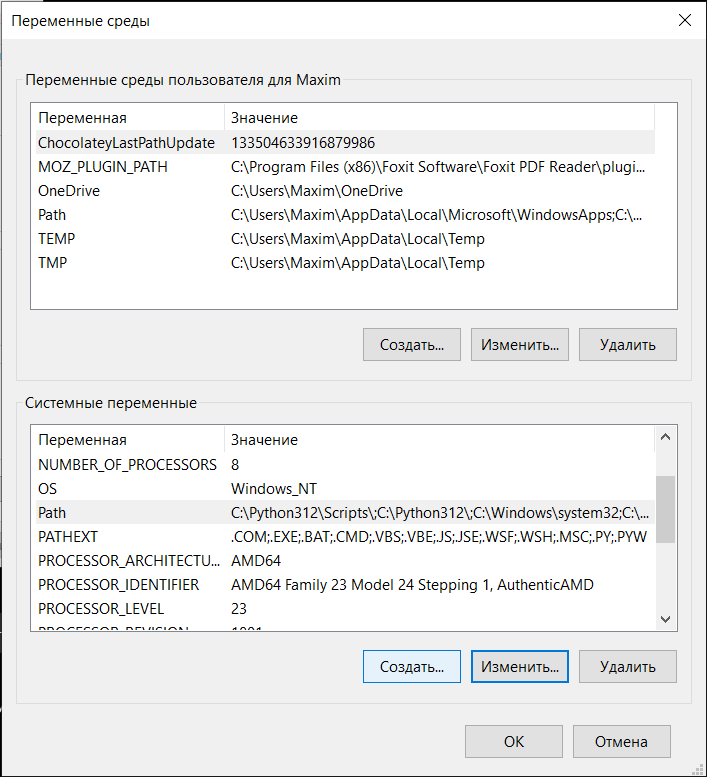 Переменные среды
Переменные среды пользователя для Maxim
Переменная Значение
ChocolateyLastPathUpdate 133504633916879986
MOZ_PLUGIN_PATH C:\Program Files (x86)\Foxit Software\Foxit PDF Reader\plugi...
OneDrive C:\Users\Maxim\OneDrive
Path C:\Users\Maxim\AppData\Local\Microsoft\WindowsApps;C:\...
TEMP C:\Users\Maxim\AppData\Local\Temp
TMP C:\Users\Maxim\AppData\Local\Temp
Создать... Изменить... Удалить
Системные переменные
Переменная Значение
NUMBER_OF_PROCESSORS 8
OS Windows_NT
Path C:\Python312\Scripts\;C:\Python312\;C:\Windows\system32;C:\...
PATHEXT .COM;.EXE;.BAT;.CMD;.VBS;.VBE;.JS;.JSE;.WSF;.WSH;.MSC;.PY;.PYW
PROCESSOR_ARCHITECTU... AMD64
PROCESSOR_IDENTIFIER AMD64 Family 23 Model 24 Stepping 1, AuthenticAMD
PROCESSOR_LEVEL 23
PROCESSOR_REVISION 1801
Создать... Изменить... Удалить
OK Отмена